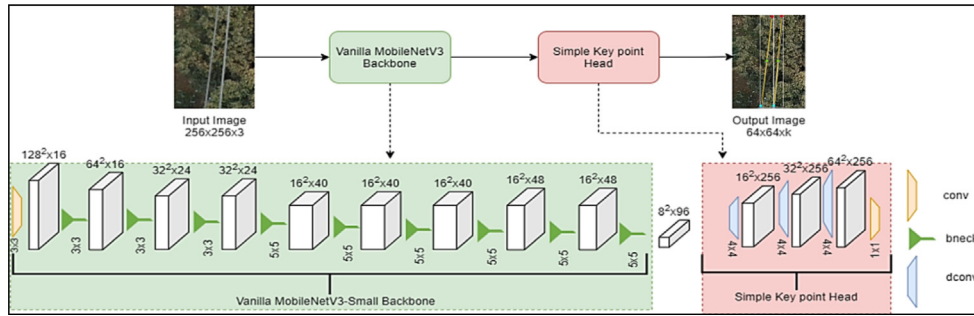 Vanilla MobileNetV3
Backbone
Simple Key point
Head
Input Image
256x256x3
Output Image
64x64xk
128²x16
64²x16
32²x24
32²x24
16²x40
16²x40
16²x40
16²x48
16²x48
8²x96
16²x256
32²x256
64²x256
3x3
3x3
3x3
3x3
5x5
5x5
5x5
5x5
5x5
5x5
4x4
4x4
4x4
1x1
conv
bneck
dconv
Vanilla MobileNetV3-Small Backbone
Simple Key point Head